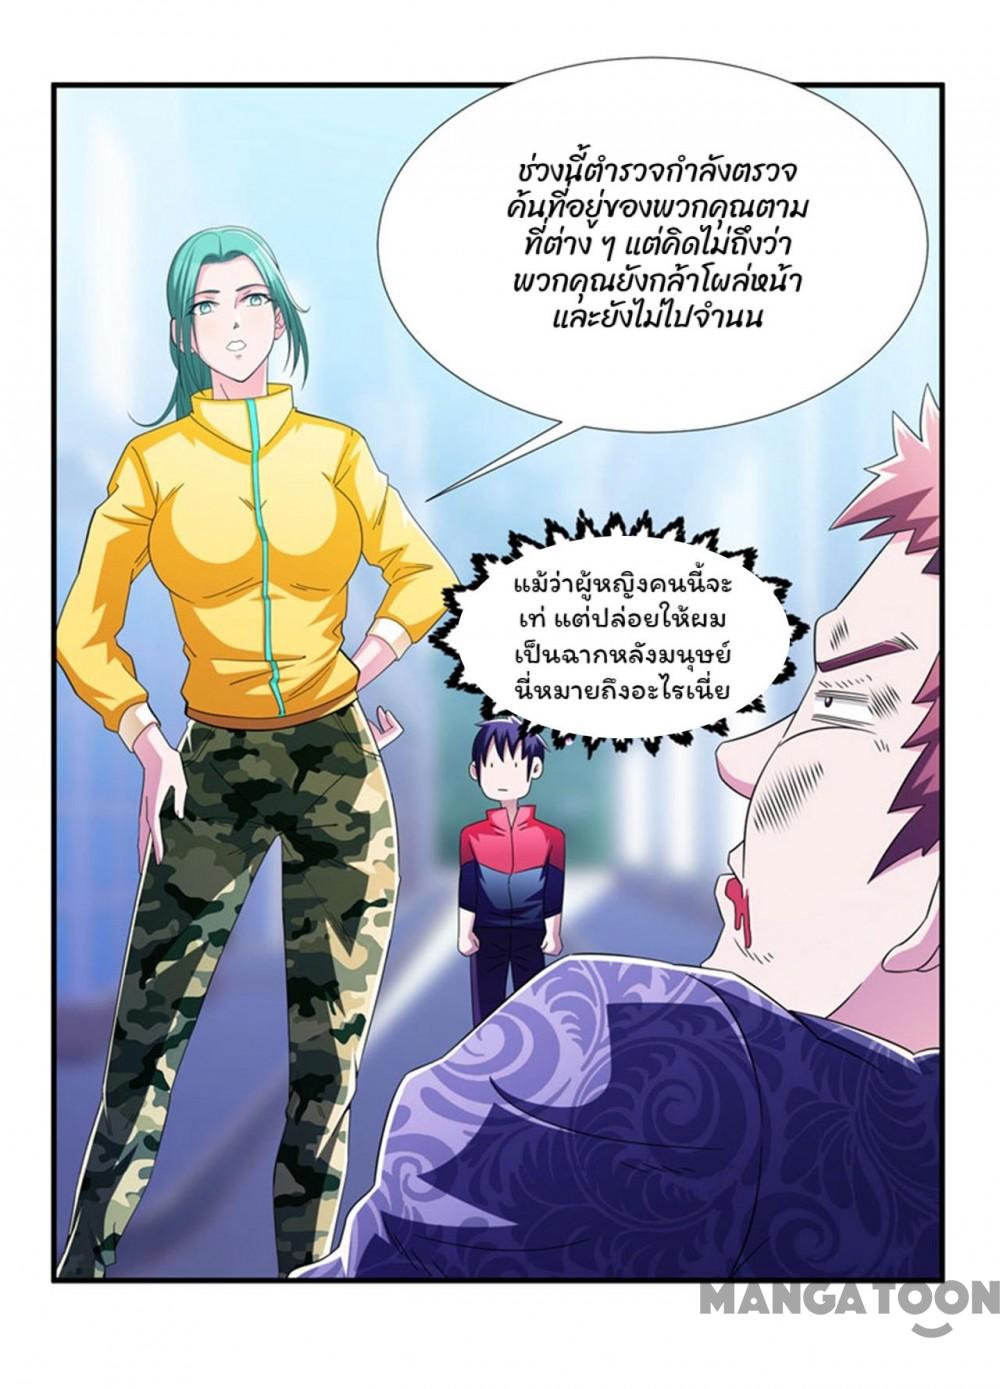 ช่วงนี้ตำรวจกำลังตรวจ
ค้นที่อยู่ของพวกคุณตาม
ที่ต่าง ๆ แต่คิดไม่ถึงว่า
พวกคุณยังกล้าโผล่หน้า
และยังไม่ไปจำนน
แม้ว่าผู้หญิงคนนี้จะ
เท่ แต่ปล่อยให้ผม
เป็นฉากหลังมนุษย์
นี่หมายถึงอะไรเนี่ย
MANGATOON